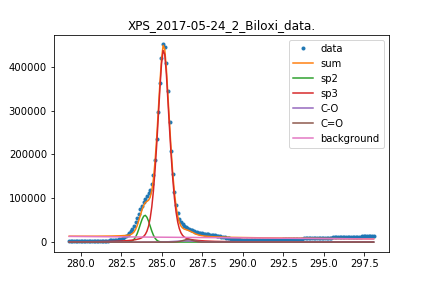 XPS_2017-05-24_2_Biloxi_data.
data
sum
sp2
sp3
C-O
C=O
background
400000
300000
200000
100000
0
280.0 282.5 285.0 287.5 290.0 292.5 295.0 297.5